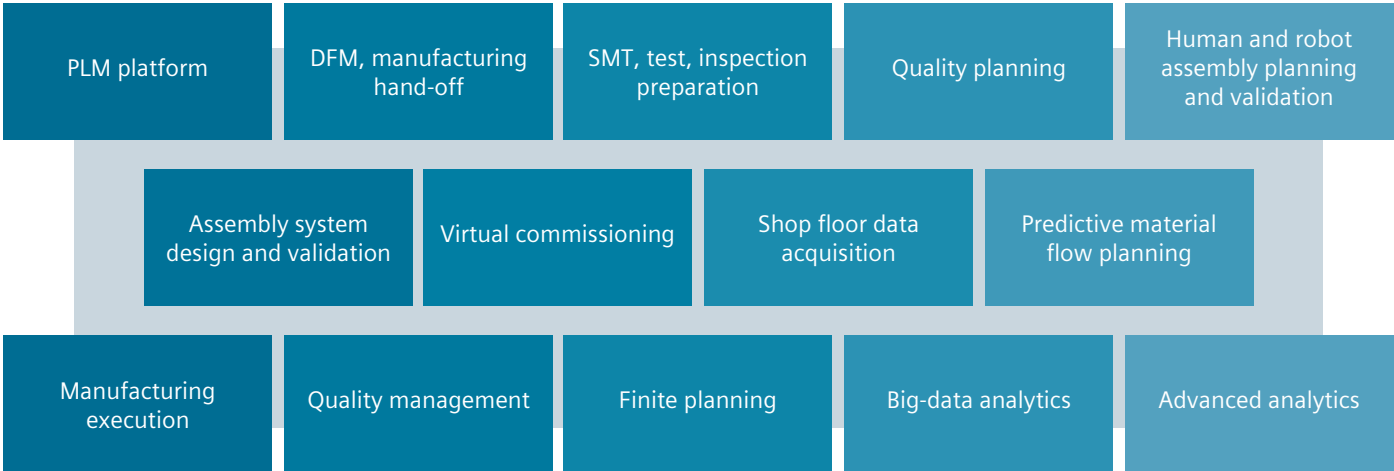 PLM platform
DFM, manufacturing
hand-off
SMT, test, inspection
preparation
Quality planning
Human and robot
assembly planning
and validation
Assembly system
design and validation
Virtual commissioning
Shop floor data
acquisition
Predictive material
flow planning
Manufacturing
execution
Quality management
Finite planning
Big-data analytics
Advanced analytics